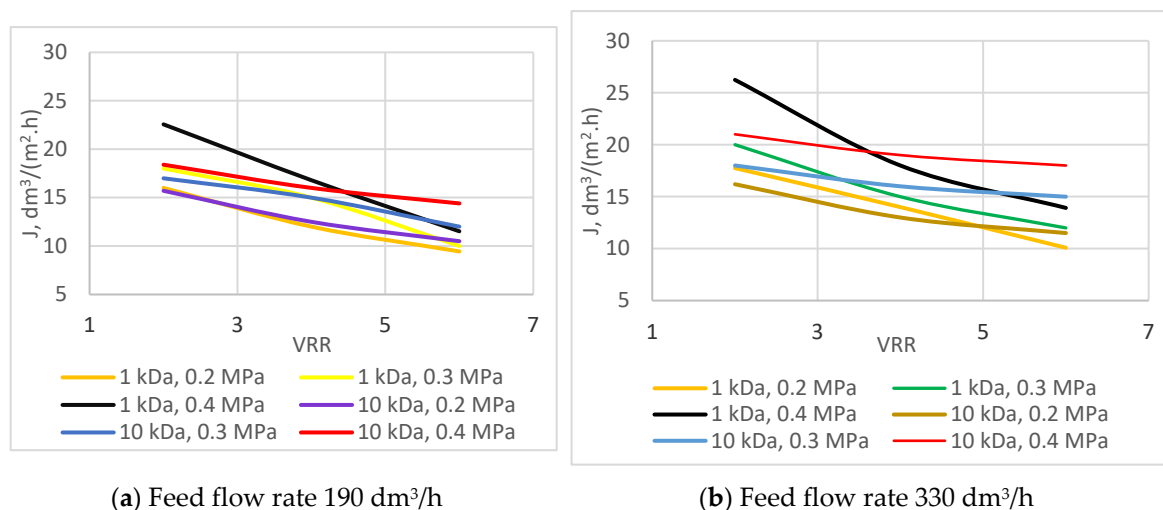 30
25
20
15
10
5
J, dm³/(m².h)
1 3 5 7
VRR
1 kDa, 0.2 MPa 1 kDa, 0.3 MPa
1 kDa, 0.4 MPa 10 kDa, 0.2 MPa
10 kDa, 0.3 MPa 10 kDa, 0.4 MPa
(a) Feed flow rate 190 dm³/h
30
25
20
15
10
5
J, dm³/(m².h)
1 3 5 7
VRR
1 kDa, 0.2 MPa 1 kDa, 0.3 MPa
1 kDa, 0.4 MPa 10 kDa, 0.2 MPa
10 kDa, 0.3 MPa 10 kDa, 0.4 MPa
(b) Feed flow rate 330 dm³/h